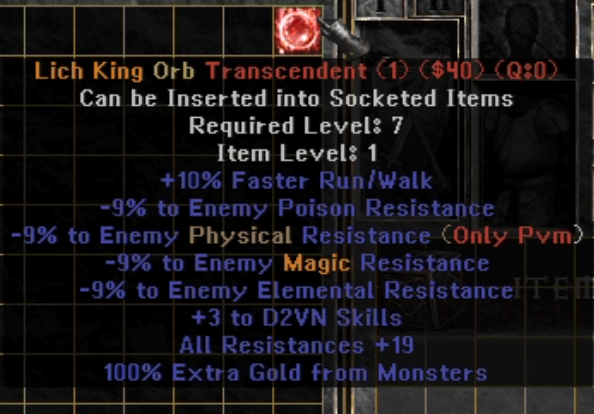 Lich King Orb Transcendent (1) ($40) (Q:0)
Can be Inserted into Socketed Items
Required Level: 7
Item Level: 1
+10% Faster Run/Walk
-9% to Enemy Poison Resistance
-9% to Enemy Physical Resistance (Only Pvm)
-9% to Enemy Magic Resistance
-9% to Enemy Elemental Resistance
+3 to D2VN Skills
All Resistances +19
100% Extra Gold from Monsters